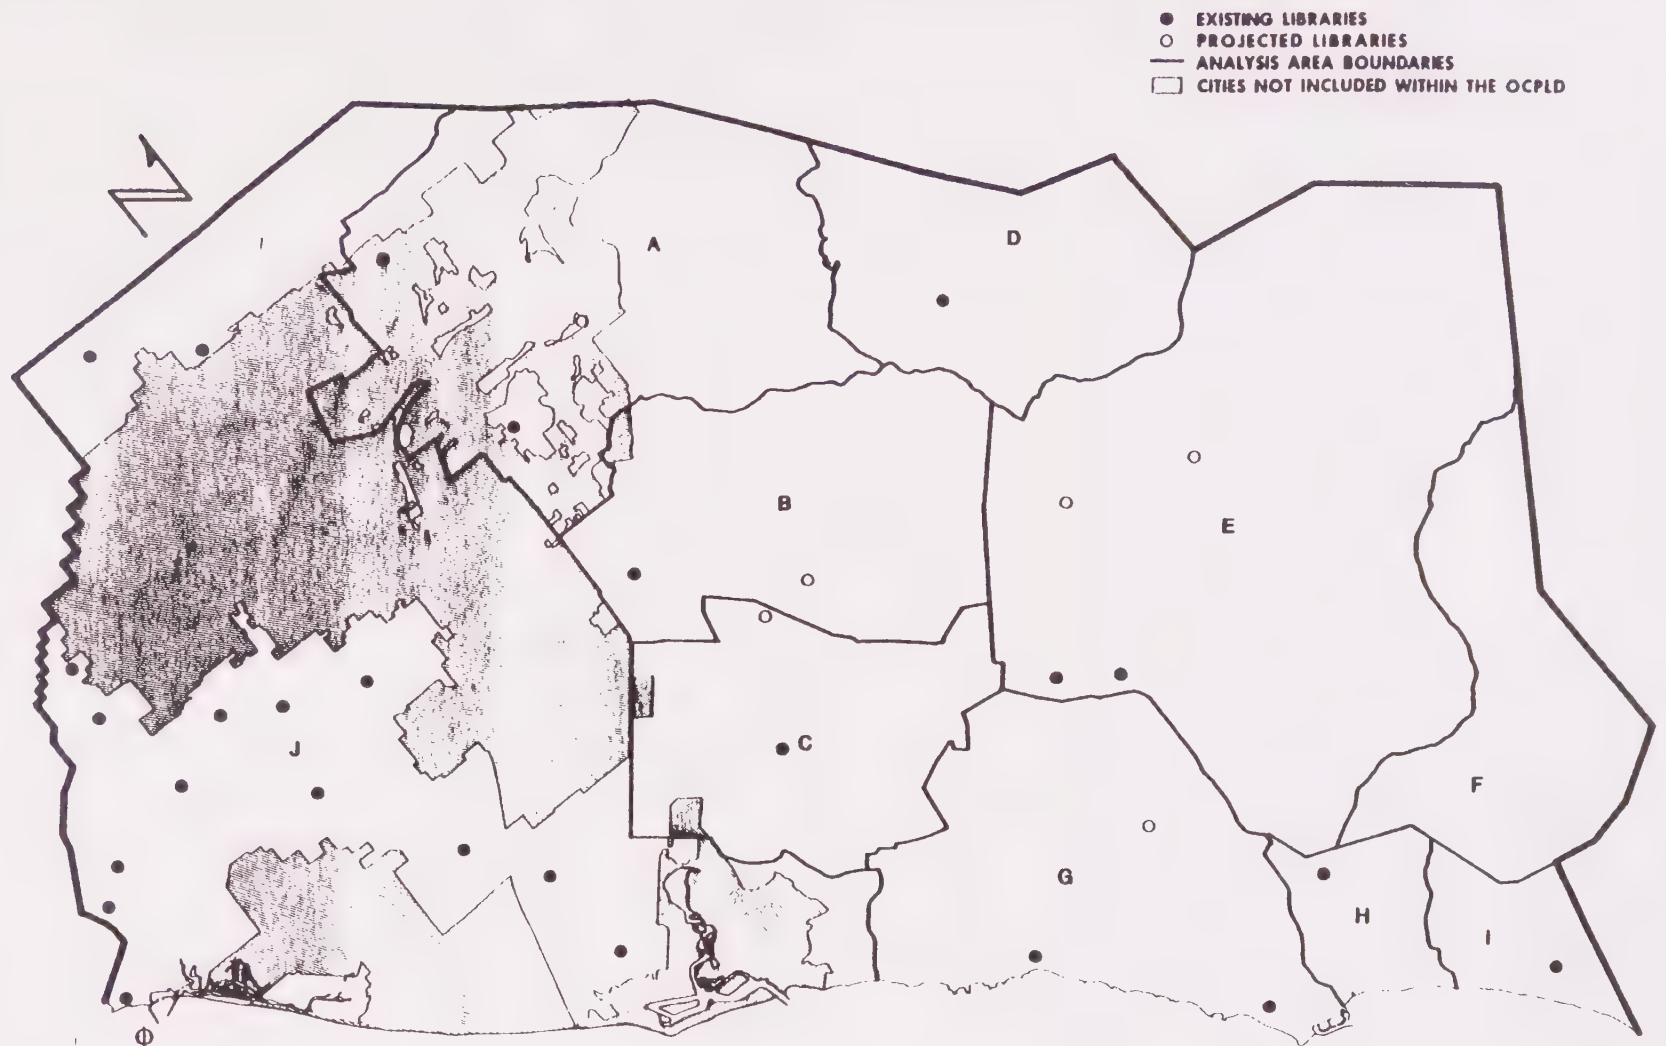 EXISTING LIBRARIES
PROJECTED LIBRARIES
ANALYSIS AREA BOUNDARIES
CITIES NOT INCLUDED WITHIN THE OCPLD
A
D
B
E
J
C
F
G
H
I